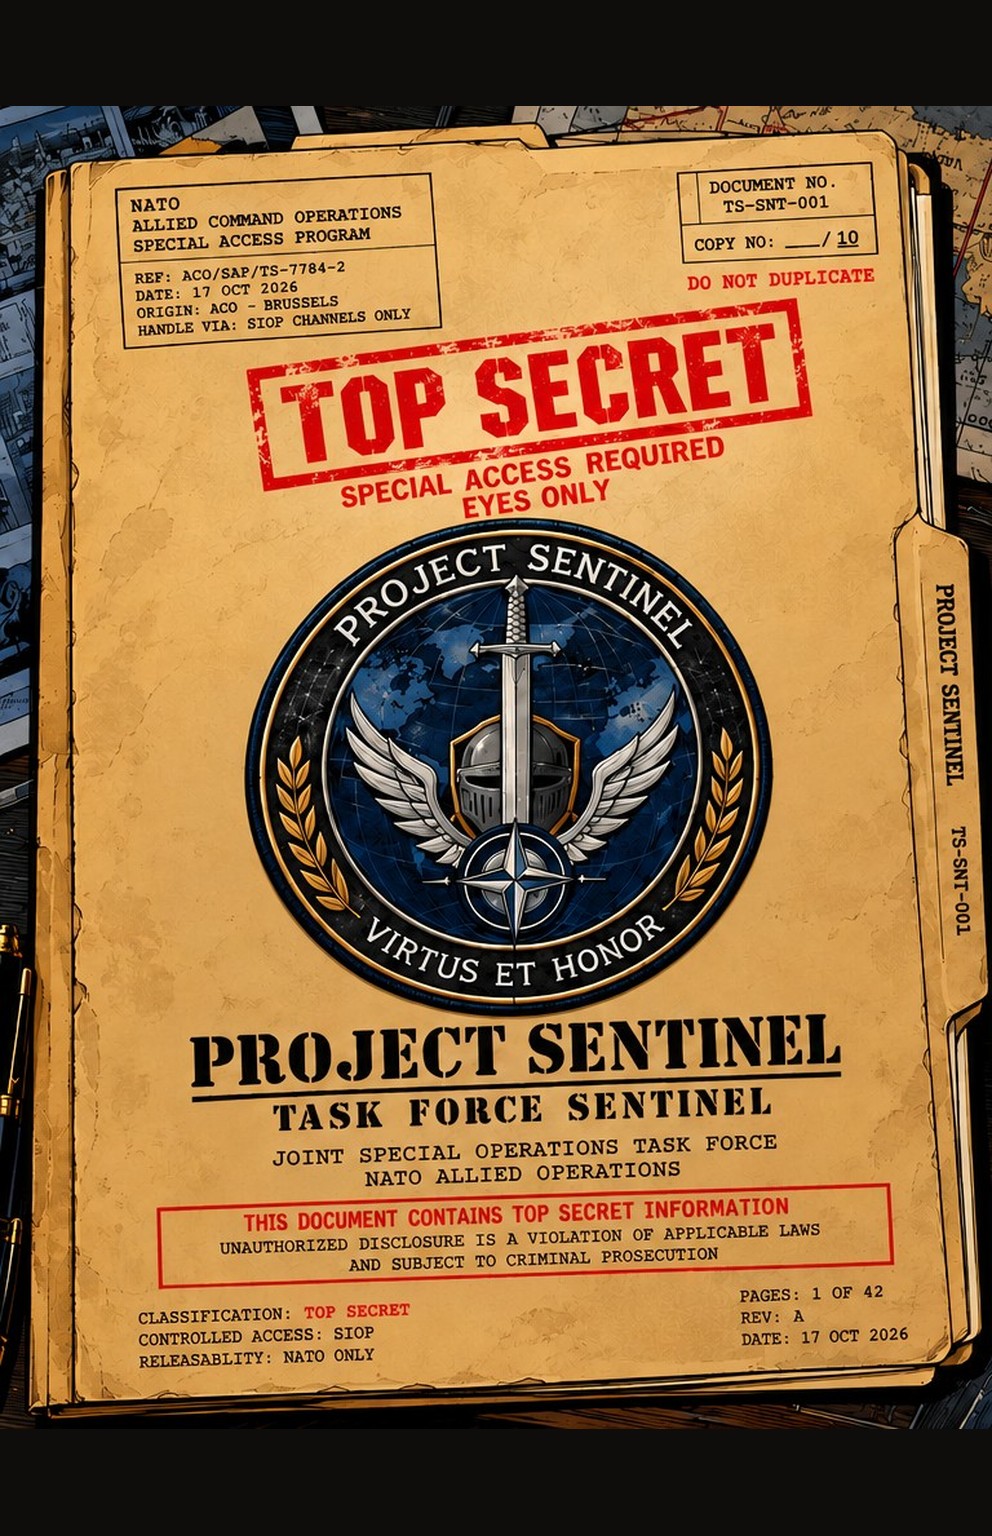 NATO
ALLIED COMMAND OPERATIONS
SPECIAL ACCESS PROGRAM
REF: ACO/SAP/TS-7784-2
DATE: 17 OCT 2026
ORIGIN: ACO - BRUSSELS
HANDLE VIA: SIOP CHANNELS ONLY
DOCUMENT NO.
TS-SNT-001
COPY NO: ___/ 10
DO NOT DUPLICATE
TOP SECRET
SPECIAL ACCESS REQUIRED
EYES ONLY
PROJECT SENTINEL
VIRTUS ET HONOR
PROJECT SENTINEL TS-SNT-001
PROJECT SENTINEL
TASK FORCE SENTINEL
JOINT SPECIAL OPERATIONS TASK FORCE
NATO ALLIED OPERATIONS
THIS DOCUMENT CONTAINS TOP SECRET INFORMATION
UNAUTHORIZED DISCLOSURE IS A VIOLATION OF APPLICABLE LAWS
AND SUBJECT TO CRIMINAL PROSECUTION
CLASSIFICATION: TOP SECRET
CONTROLLED ACCESS: SIOP
RELEASABLITY: NATO ONLY
PAGES: 1 OF 42
REV: A
DATE: 17 OCT 2026